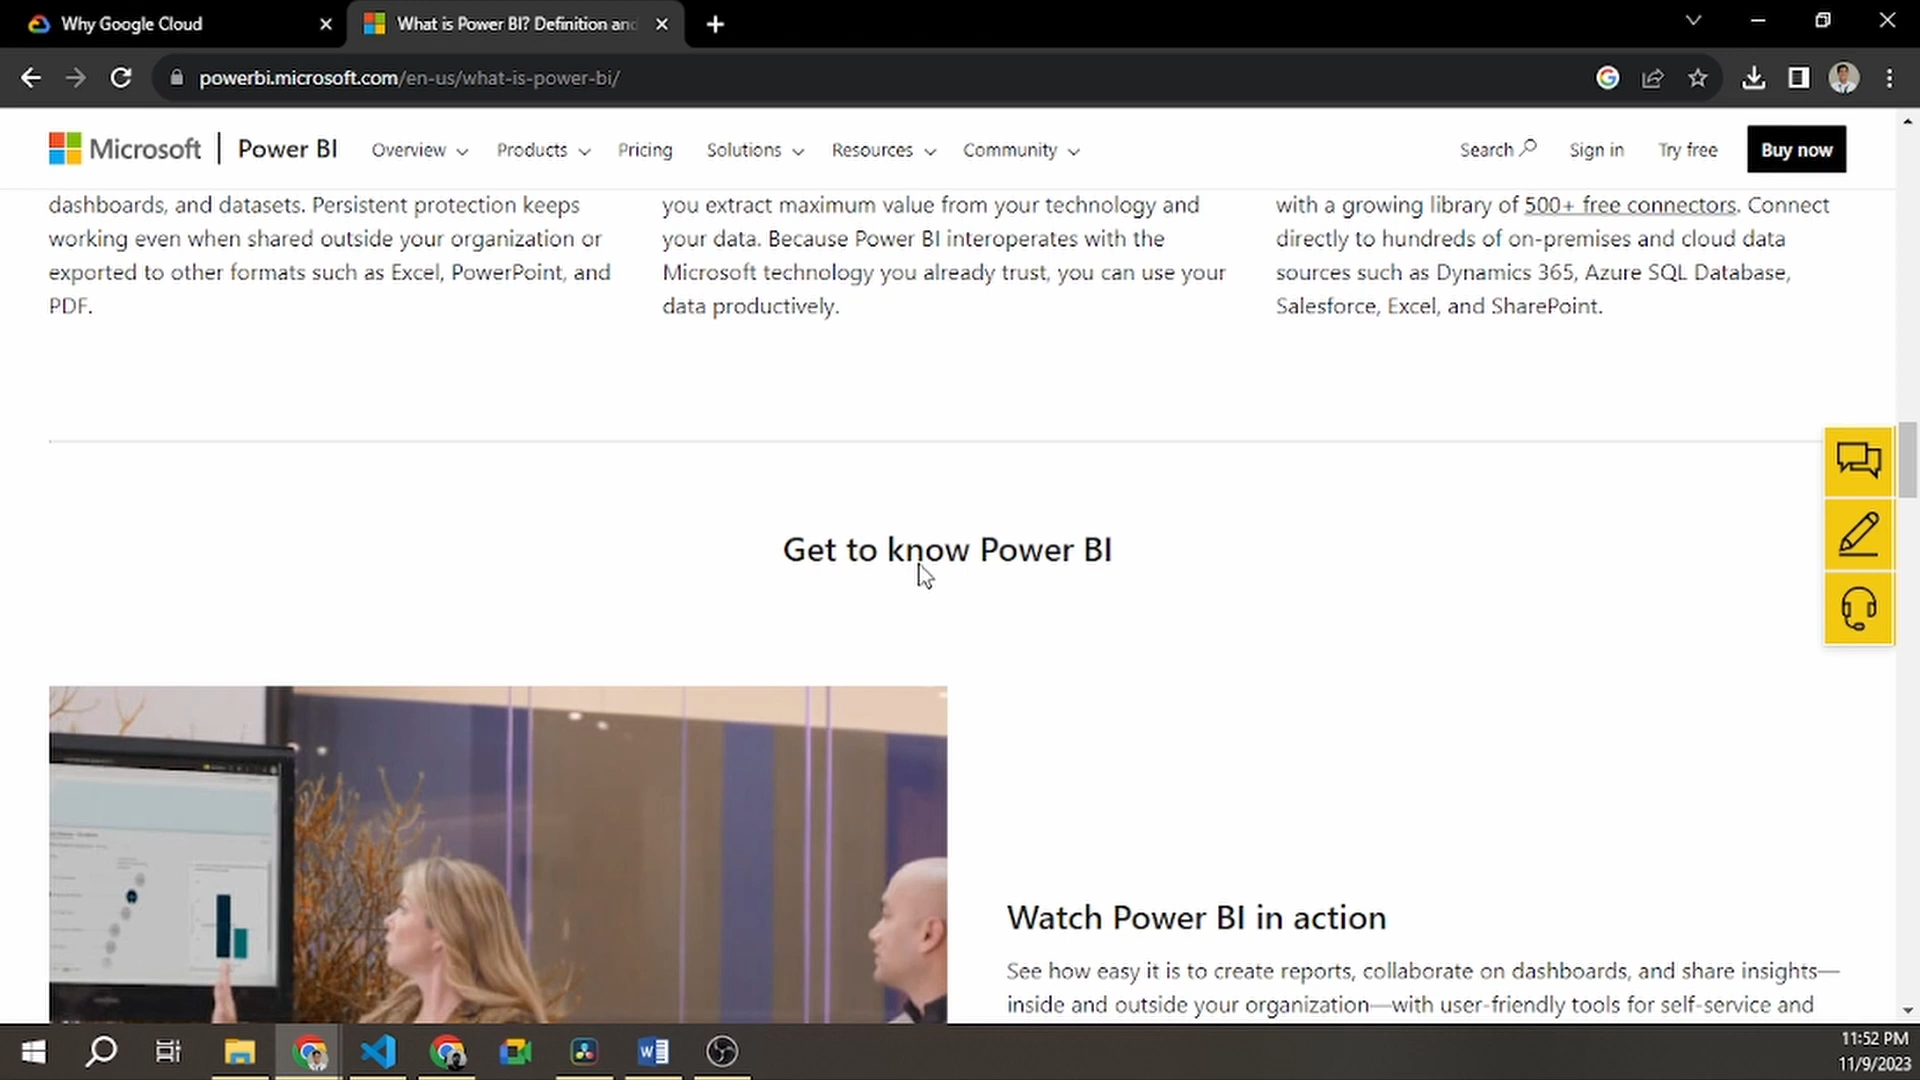 Why Google Cloud
What is Power BI? Definition and
powerbi.microsoft.com/en-us/what-is-power-bi/
Microsoft
Power BI
Overview
Products
Pricing
Solutions
Resources
Community
Search
Sign in
Try free
Buy now
dashboards, and datasets. Persistent protection keeps
working even when shared outside your organization or
exported to other formats such as Excel, PowerPoint, and
PDF.
you extract maximum value from your technology and
your data. Because Power BI interoperates with the
Microsoft technology you already trust, you can use your
data productively.
with a growing library of 500+ free connectors. Connect
directly to hundreds of on-premises and cloud data
sources such as Dynamics 365, Azure SQL Database,
Salesforce, Excel, and SharePoint.
Get to know Power BI
Watch Power BI in action
See how easy it is to create reports, collaborate on dashboards, and share insights—
inside and outside your organization—with user-friendly tools for self-service and
11:52 PM
11/9/2023